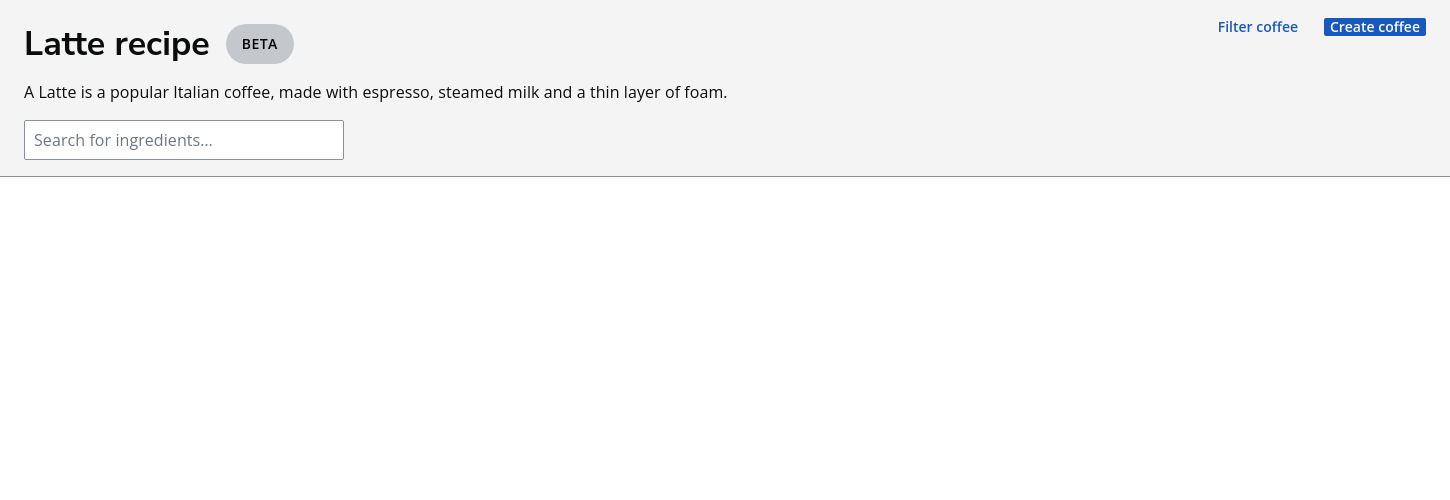 Latte recipe BETA
Filter coffee Create coffee
A Latte is a popular Italian coffee, made with espresso, steamed milk and a thin layer of foam.
Search for ingredients...